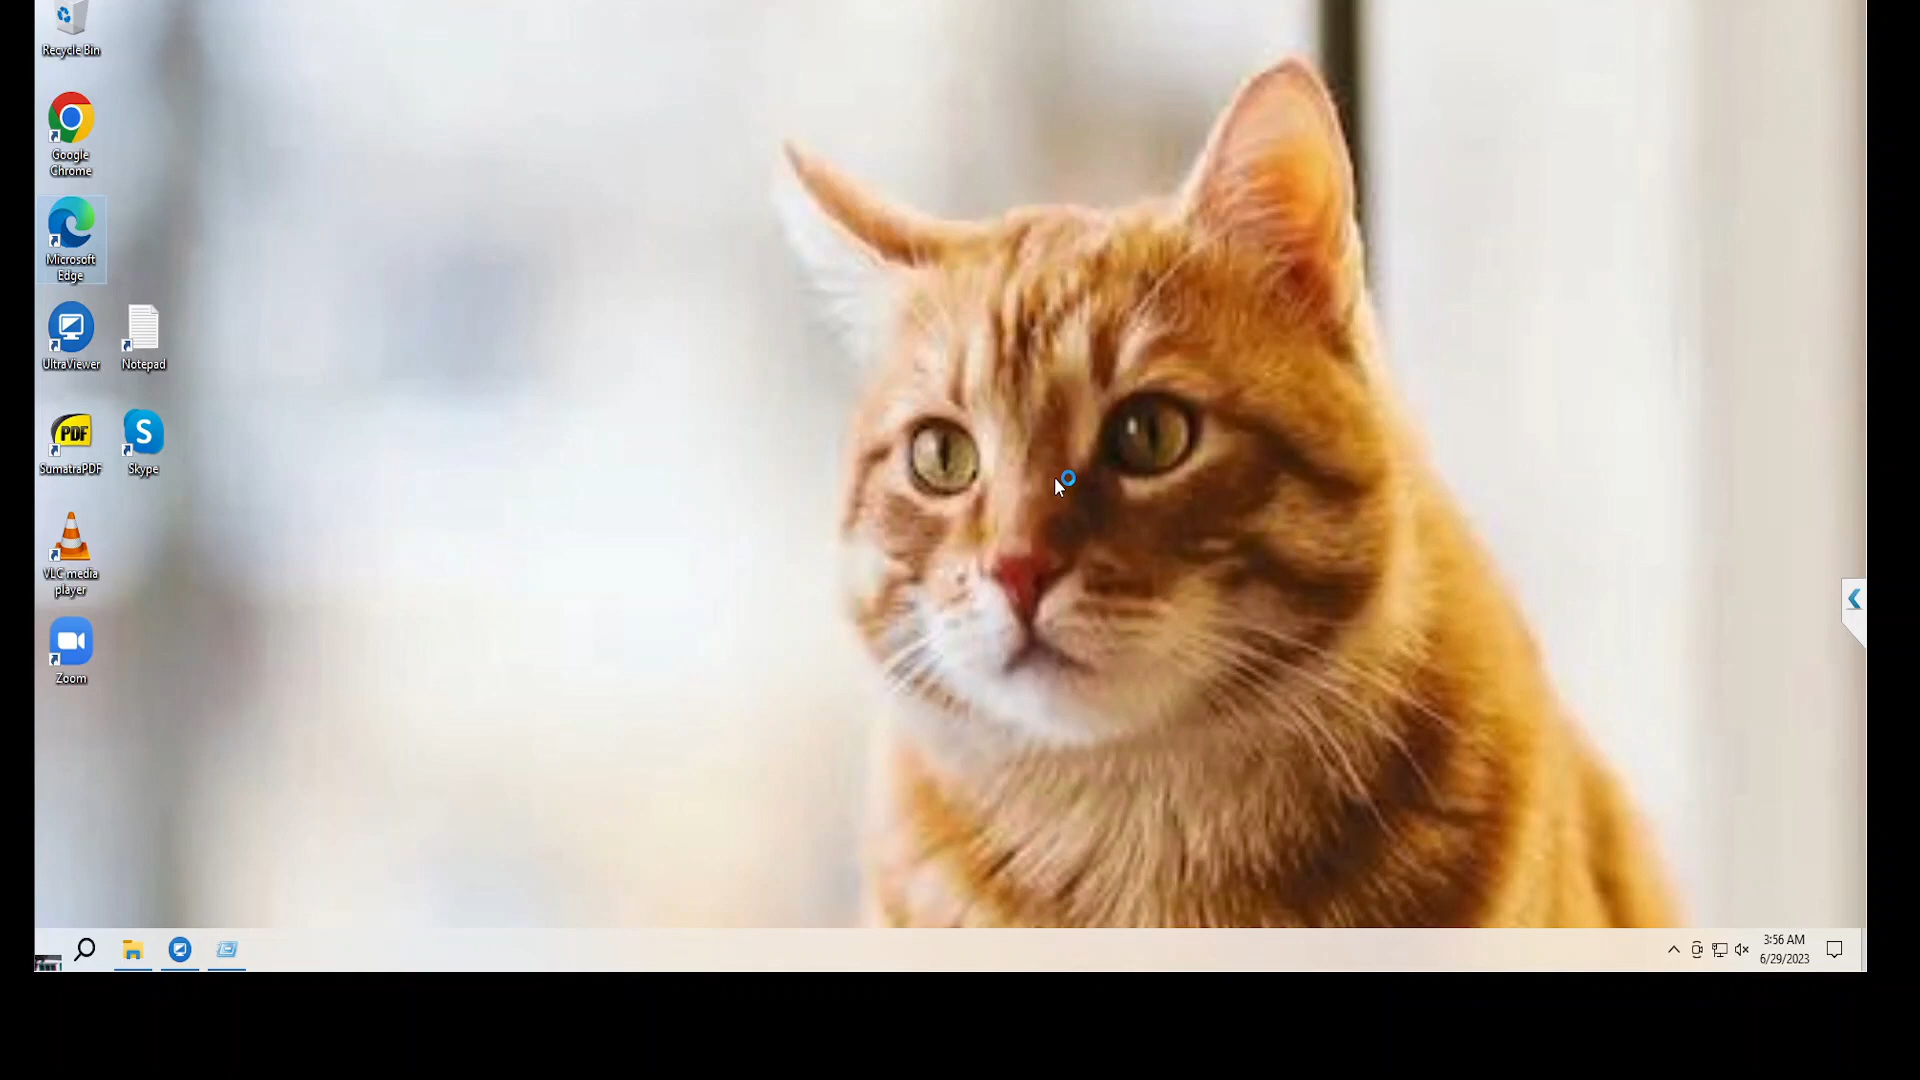 Recycle Bin
Google
Chrome
Microsoft
Edge
UltraViewer
Notepad
PDF
SumatraPDF
S
Skype
VLC media
player
Zoom
3:56 AM
6/29/2023